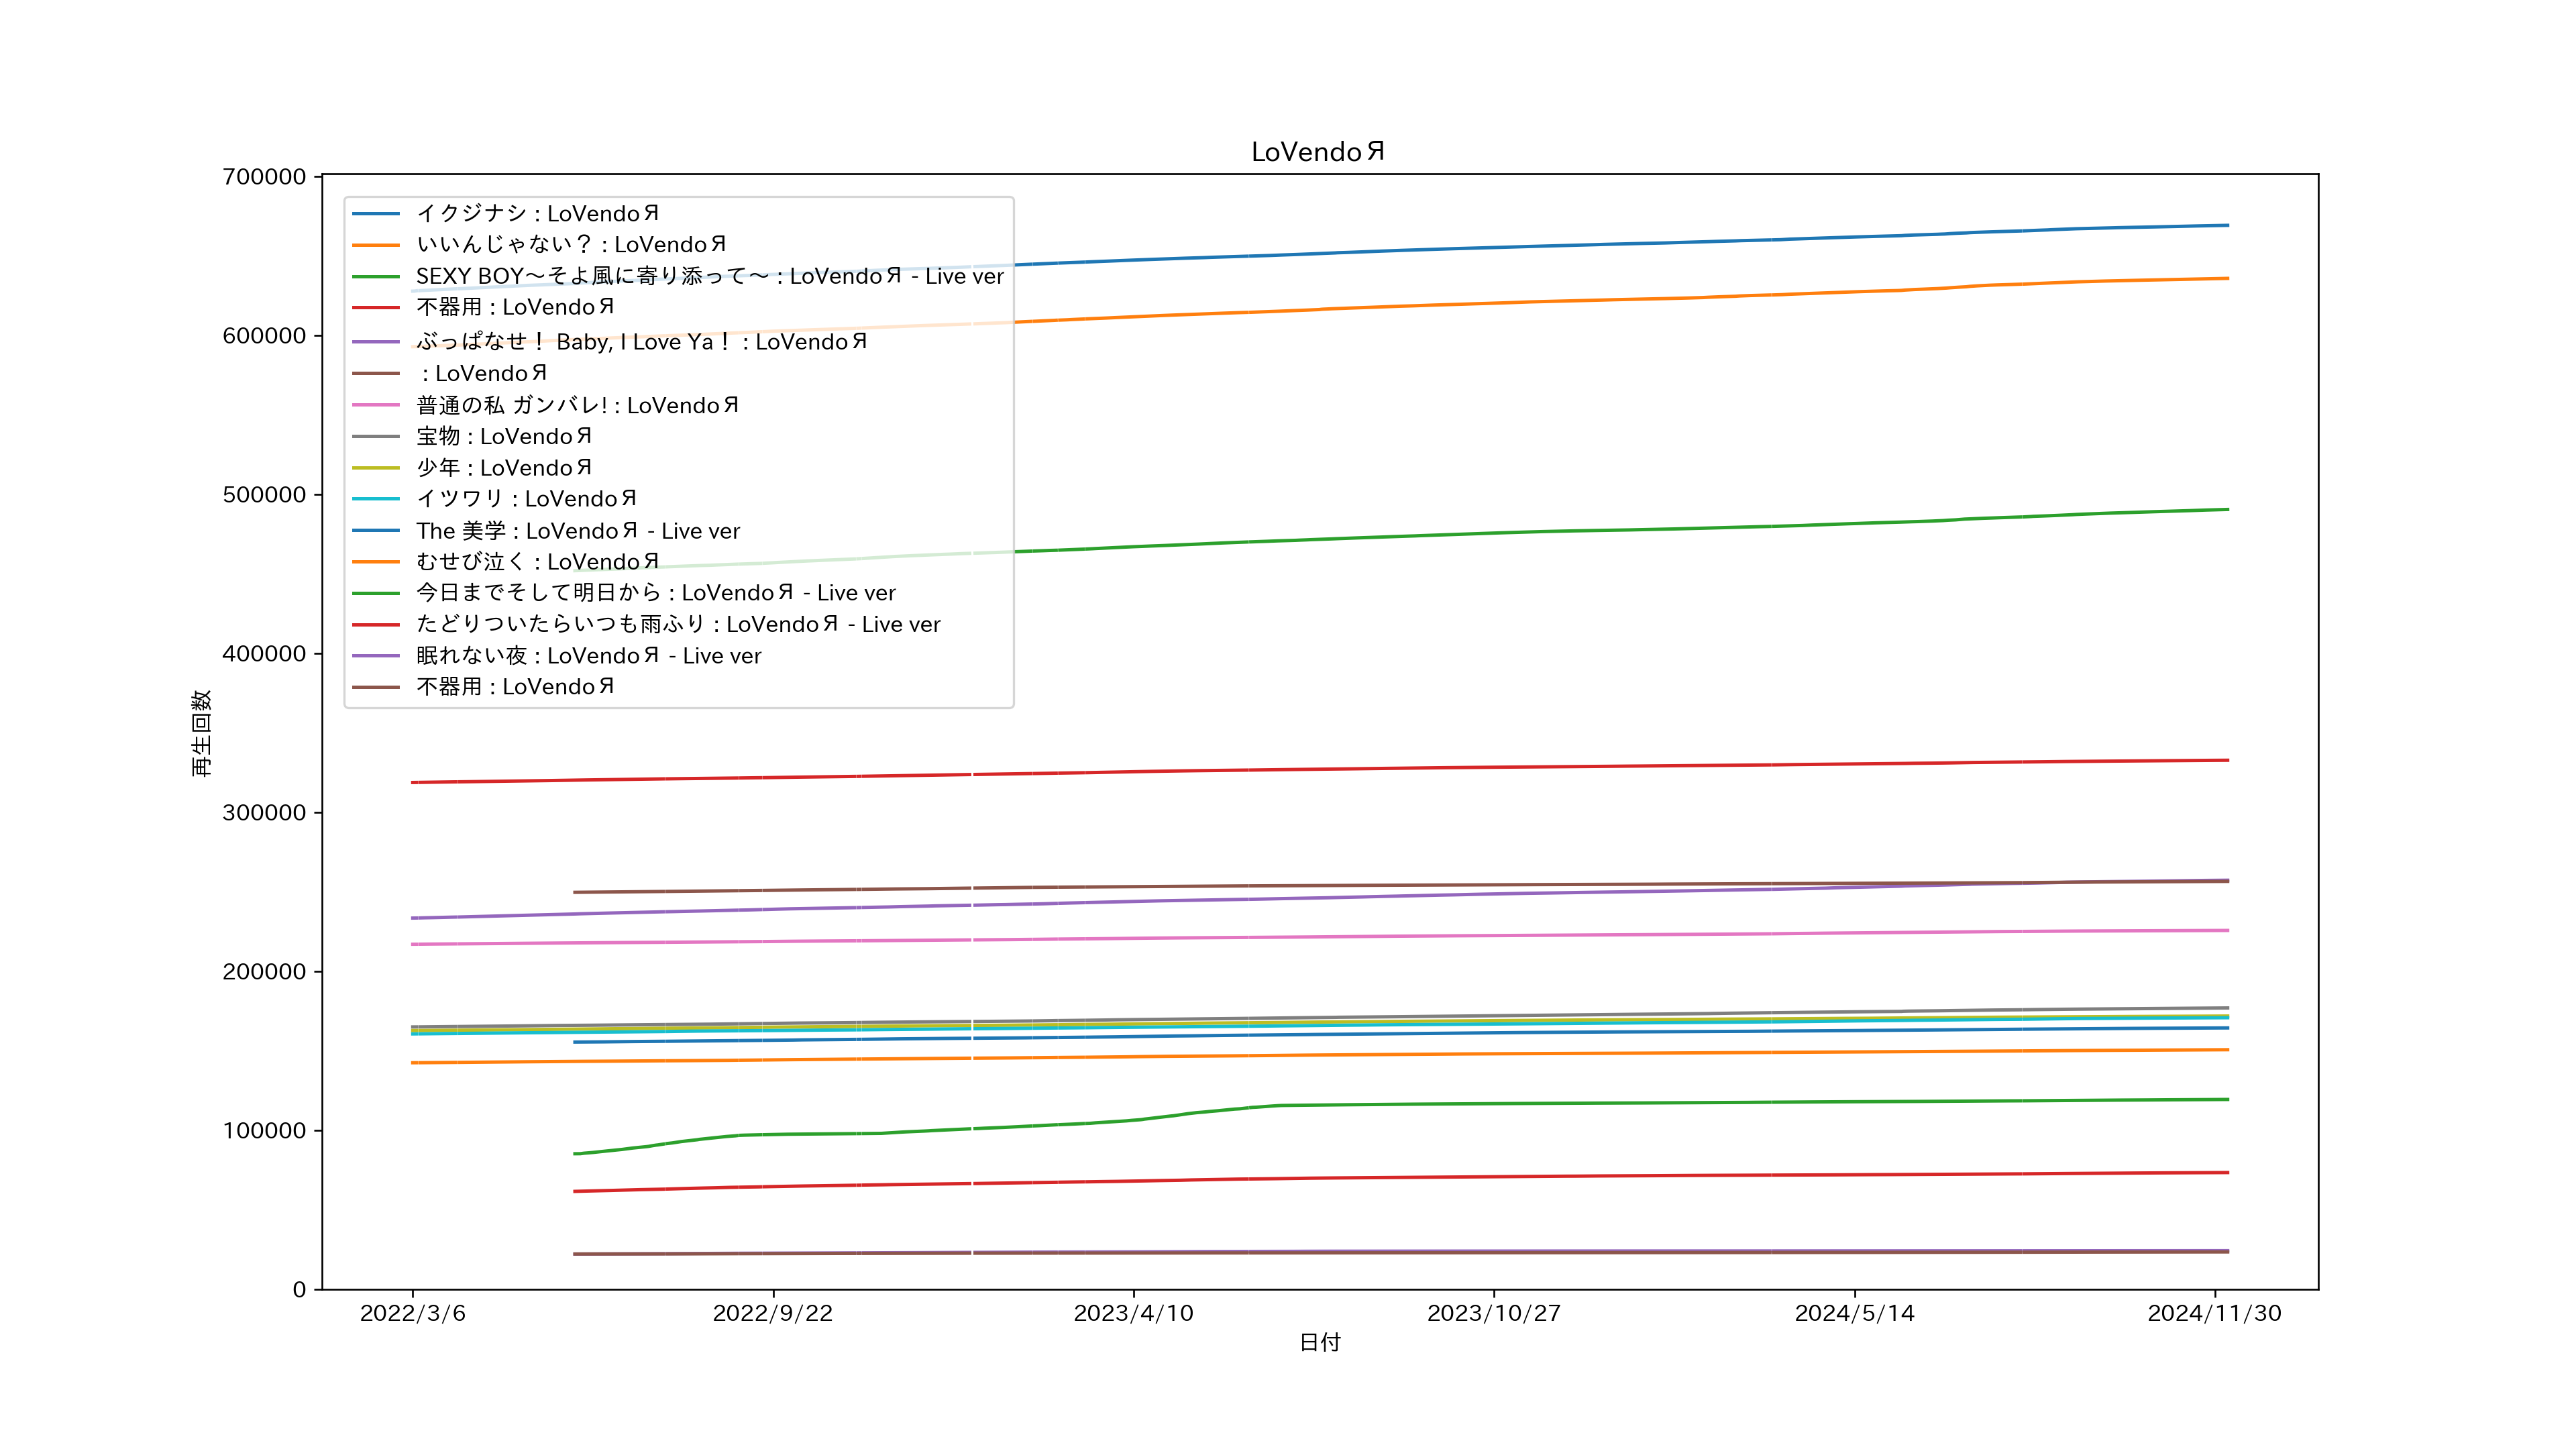 LoVendoЯ
700000
600000
500000
400000
300000
200000
100000
0
再生回数
イクジナシ : LoVendoЯ
いいんじゃない？ : LoVendoЯ
SEXY BOY～そよ風に寄り添って～ : LoVendoЯ - Live ver
不器用 : LoVendoЯ
ぶっぱなせ！ Baby, I Love Ya！ : LoVendoЯ
: LoVendoЯ
普通の私 ガンバレ! : LoVendoЯ
宝物 : LoVendoЯ
少年 : LoVendoЯ
イツワリ : LoVendoЯ
The 美学 : LoVendoЯ - Live ver
むせび泣く : LoVendoЯ
今日までそして明日から : LoVendoЯ - Live ver
たどりついたらいつも雨ふり : LoVendoЯ - Live ver
眠れない夜 : LoVendoЯ - Live ver
不器用 : LoVendoЯ
2022/3/6 2022/9/22 2023/4/10 2023/10/27 2024/5/14 2024/11/30
日付